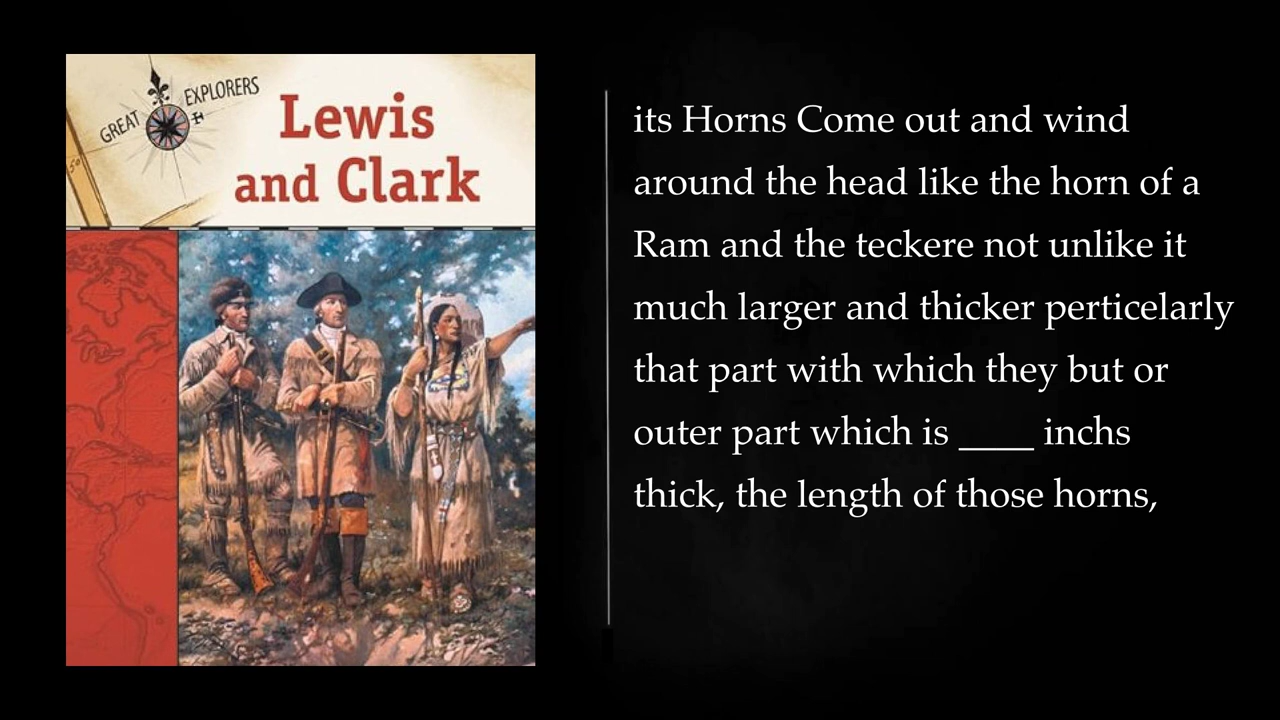 GREAT EXPLORERS
Lewis
and Clark
50
its Horns Come out and wind
around the head like the horn of a
Ram and the teckere not unlike it
much larger and thicker perticelarly
that part with which they but or
outer part which is ____ inchs
thick, the length of those horns,